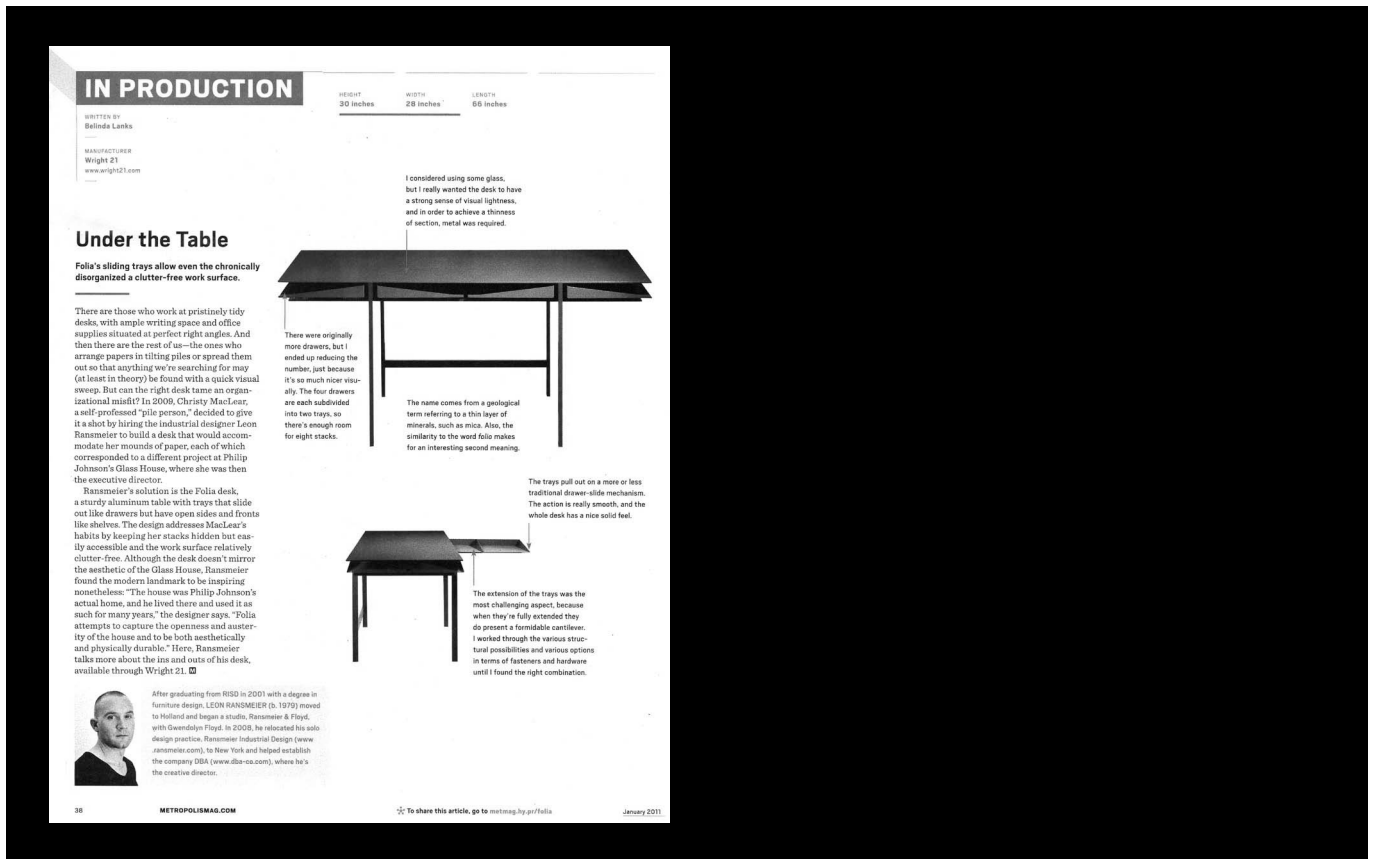 IN PRODUCTION
WRITTEN BY
Belinda Lanks
MANUFACTURER
Wright 21
www.wright21.com
HEIGHT
30 inches
WIDTH
28 inches
LENGTH
66 inches
I considered using some glass,
but I really wanted the desk to have
a strong sense of visual lightness,
and in order to achieve a thinness
of section, metal was required.
Under the Table
Folia's sliding trays allow even the chronically
disorganized a clutter-free work surface.
There are those who work at pristinely tidy
desks, with ample writing space and office
supplies situated at perfect right angles. And
then there are the rest of us—the ones who
arrange papers in tilting piles or spread them
out so that anything we're searching for may
(at least in theory) be found with a quick visual
sweep. But can the right desk tame an organ-
izational misfit? In 2009, Christy MacLear,
a self-professed "pile person," decided to give
it a shot by hiring the industrial designer Leon
Ransmeier to build a desk that would accom-
modate her mounds of paper, each of which
corresponded to a different project at Philip
Johnson's Glass House, where she was then
the executive director.
Ransmeier's solution is the Folia desk,
a sturdy aluminum table with trays that slide
out like drawers but have open sides and fronts
like shelves. The design addresses MacLear's
habits by keeping her stacks hidden but eas-
ily accessible and the work surface relatively
clutter-free. Although the desk doesn't mirror
the aesthetic of the Glass House, Ransmeier
found the modern landmark to be inspiring
nonetheless: "The house was Philip Johnson's
actual home, and he lived there and used it as
such for many years," the designer says. "Folia
attempts to capture the openness and auster-
ity of the house and to be both aesthetically
and physically durable." Here, Ransmeier
talks more about the ins and outs of his desk,
available through Wright 21. M
There were originally
more drawers, but I
ended up reducing the
number, just because
it's so much nicer visu-
ally. The four drawers
are each subdivided
into two trays, so
there's enough room
for eight stacks.
The name comes from a geological
term referring to a thin layer of
minerals, such as mica. Also, the
similarity to the word folio makes
for an interesting second meaning.
The trays pull out on a more or less
traditional drawer-slide mechanism.
The action is really smooth, and the
whole desk has a nice solid feel.
The extension of the trays was the
most challenging aspect, because
when they're fully extended they
do present a formidable cantilever.
I worked through the various struc-
tural possibilities and various options
in terms of fasteners and hardware
until I found the right combination.
After graduating from RISD in 2001 with a degree in
furniture design, LEON RANSMEIER (b. 1979) moved
to Holland and began a studio, Ransmeier & Floyd,
with Gwendolyn Floyd. In 2008, he relocated his solo
design practice, Ransmeier Industrial Design (www
.ransmeier.com), to New York and helped establish
the company DBA (www.dba-co.com), where he's
the creative director.
38
METROPOLISMAG.COM
To share this article, go to metmag.hy.pr/folia
January 2011